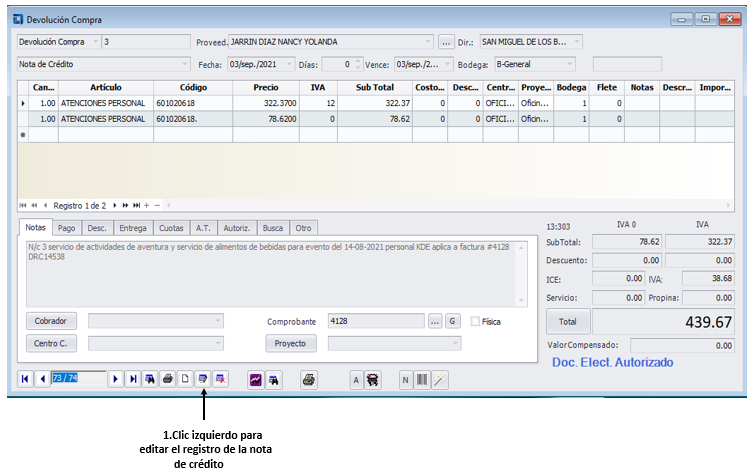 Devolución Compra
Devolución Compra 3 Proveed. JARRIN DIAZ NANCY YOLANDA ... Dir.: SAN MIGUEL DE LOS B...
Nota de Crédito Fecha: 03/sep./2021 Días: 0 Vence: 03/sep./2... Bodega: B-General
Can... Artículo Código Precio IVA Sub Total Costo... Desc... Centr... Proye... Bodega Flete Notas Descr... Impor...
1.00 ATENCIONES PERSONAL 601020618 322.3700 12 322.37 0 0 OFICI... Oficin... 1 0
1.00 ATENCIONES PERSONAL 601020618. 78.6200 0 78.62 0 0 OFICI... Oficin... 1 0
Registro 1 de 2
Notas Pago Desc. Entrega Cuotas A.T. Autoriz. Busca Otro
N/c 3 servicio de actividades de aventura y servicio de alimentos de bebidas para evento del 14-08-2021 personal KDE aplica a factura #4128
DRC14538
Cobrador Comprobante 4128 ... G Física
Centro C. Proyecto
13:303 IVA 0 IVA
SubTotal: 78.62 322.37
Descuento: 0.00 0.00
ICE: 0.00 IVA: 38.68
Servicio: 0.00 Propina: 0.00
Total 439.67
ValorCompensado: 0.00
Doc. Elect. Autorizado
73 / 74 A N
1.Clic izquierdo para
editar el registro de la nota
de crédito